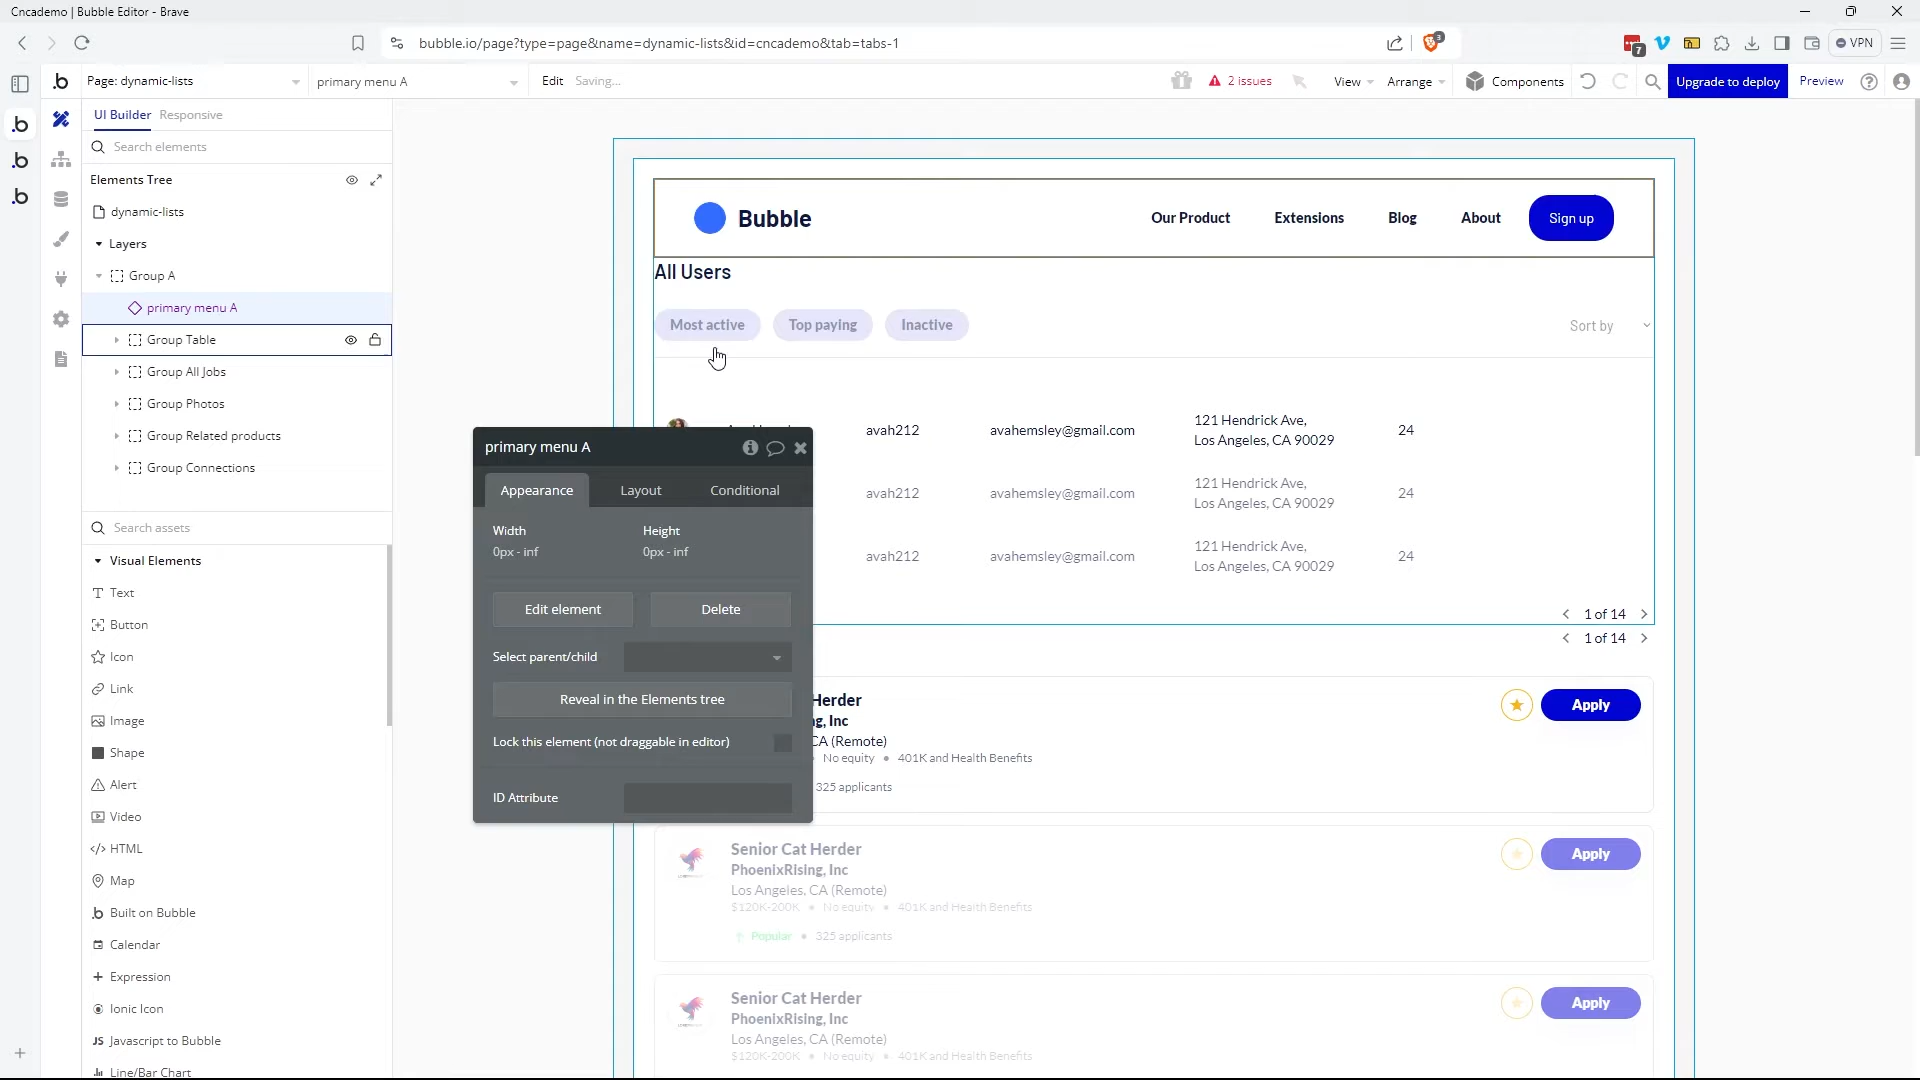 Cncademo | Bubble Editor - Brave
bubble.io/page?type=page&name=dynamic-lists&id=cncademo&tab=tabs-1
3
7
VPN
Page: dynamic-lists
primary menu A
Edit
Saving...
2 issues
View
Arrange
Components
Upgrade to deploy
Preview
UI Builder
Responsive
Search elements
Elements Tree
dynamic-lists
Layers
Group A
primary menu A
Group Table
Group All Jobs
Group Photos
Group Related products
Group Connections
Search assets
Visual Elements
Text
Button
Icon
Link
Image
Shape
Alert
Video
HTML
Map
Built on Bubble
Calendar
Expression
Ionic Icon
JS Javascript to Bubble
Line/Bar Chart
Bubble
Our Product
Extensions
Blog
About
Sign up
All Users
Most active
Top paying
Inactive
Sort by
avah212
avahemsley@gmail.com
121 Hendrick Ave,
Los Angeles, CA 90029
24
avah212
avahemsley@gmail.com
121 Hendrick Ave,
Los Angeles, CA 90029
24
avah212
avahemsley@gmail.com
121 Hendrick Ave,
Los Angeles, CA 90029
24
1 of 14
1 of 14
primary menu A
Appearance
Layout
Conditional
Width
Height
0px - inf
0px - inf
Edit element
Delete
Select parent/child
Reveal in the Elements tree
Lock this element (not draggable in editor)
ID Attribute
Herder
g, Inc
CA (Remote)
No equity • 401K and Health Benefits
325 applicants
Apply
Senior Cat Herder
PhoenixRising, Inc
Los Angeles, CA (Remote)
$120K-200K • No equity • 401K and Health Benefits
Popular • 325 applicants
Apply
Senior Cat Herder
PhoenixRising, Inc
Los Angeles, CA (Remote)
$120K-200K • No equity • 401K and Health Benefits
Apply